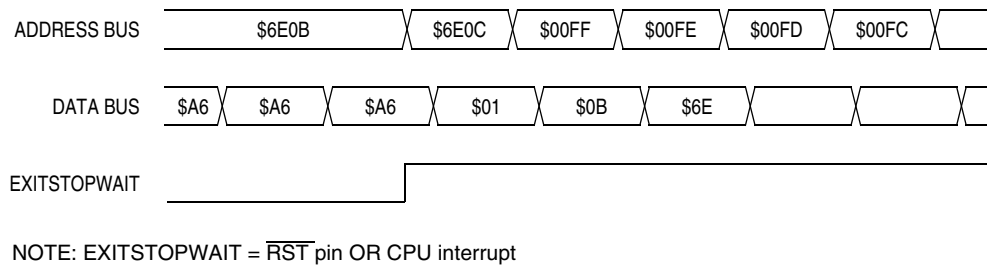 ADDRESS BUS $6E0B $6E0C $00FF $00FE $00FD $00FC
DATA BUS $A6 $A6 $A6 $01 $0B $6E
EXITSTOPWAIT
NOTE: EXITSTOPWAIT = RST pin OR CPU interrupt